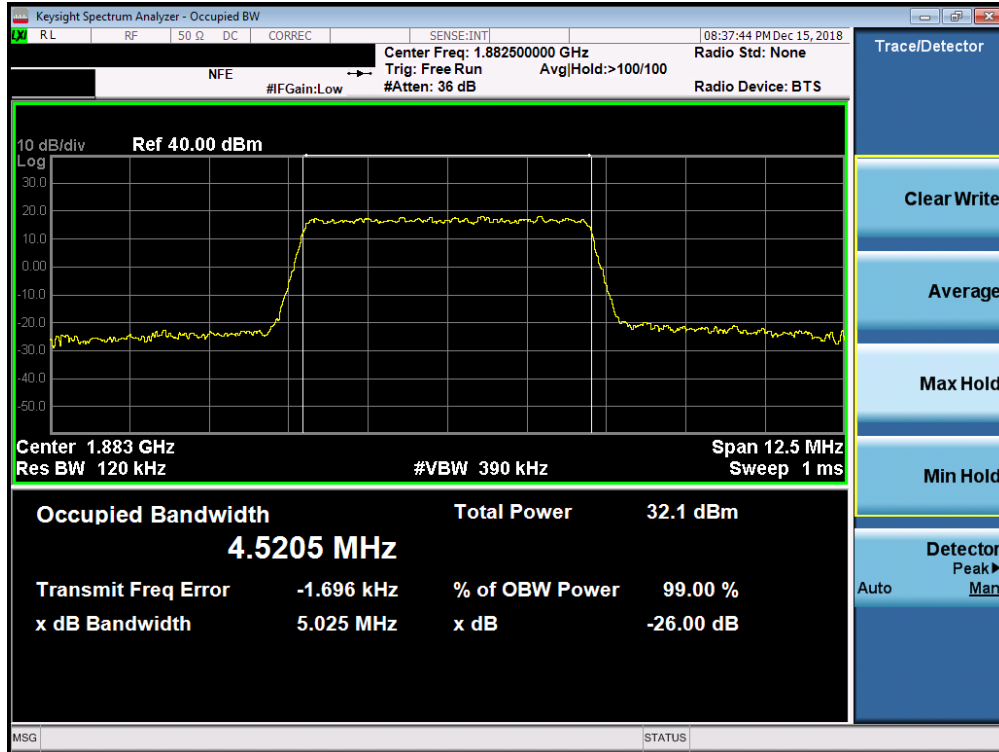 Keysight Spectrum Analyzer - Occupied BW
LXI RL RF 50 Ω DC CORREC SENSE:INT 08:37:44 PM Dec 15, 2018
Center Freq: 1.882500000 GHz Radio Std: None
NFE Trig: Free Run Avg|Hold:>100/100
#IFGain:Low #Atten: 36 dB Radio Device: BTS
10 dB/div Ref 40.00 dBm
Log
30.0
20.0
10.0
0.00
-10.0
-20.0
-30.0
-40.0
-50.0
Center 1.883 GHz Span 12.5 MHz
Res BW 120 kHz #VBW 390 kHz Sweep 1 ms
Occupied Bandwidth Total Power 32.1 dBm
4.5205 MHz
Transmit Freq Error -1.696 kHz % of OBW Power 99.00 %
x dB Bandwidth 5.025 MHz x dB -26.00 dB
MSG STATUS
Trace/Detector
Clear Write
Average
Max Hold
Min Hold
Detector
Peak▶
Auto Man